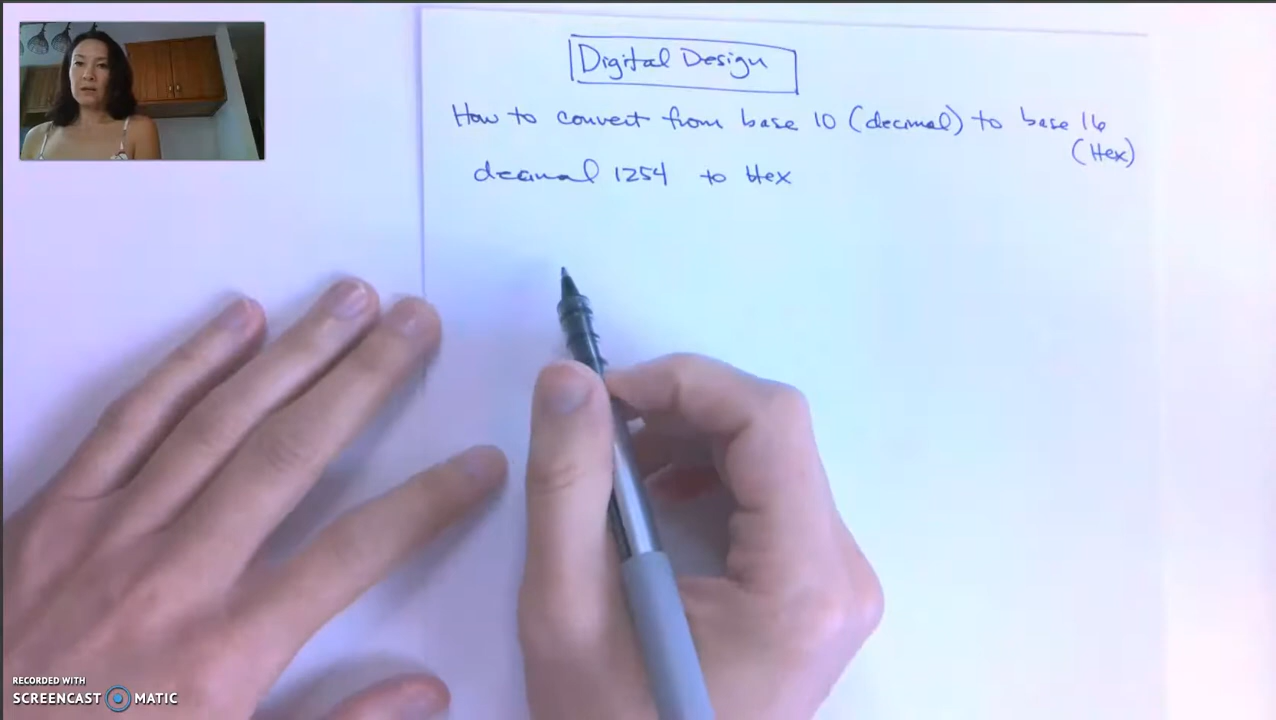 Digital Design
How to convert from base 10 (decimal) to base 16
(Hex)
decimal 1254 to Hex
RECORDED WITH
SCREENCAST MATIC